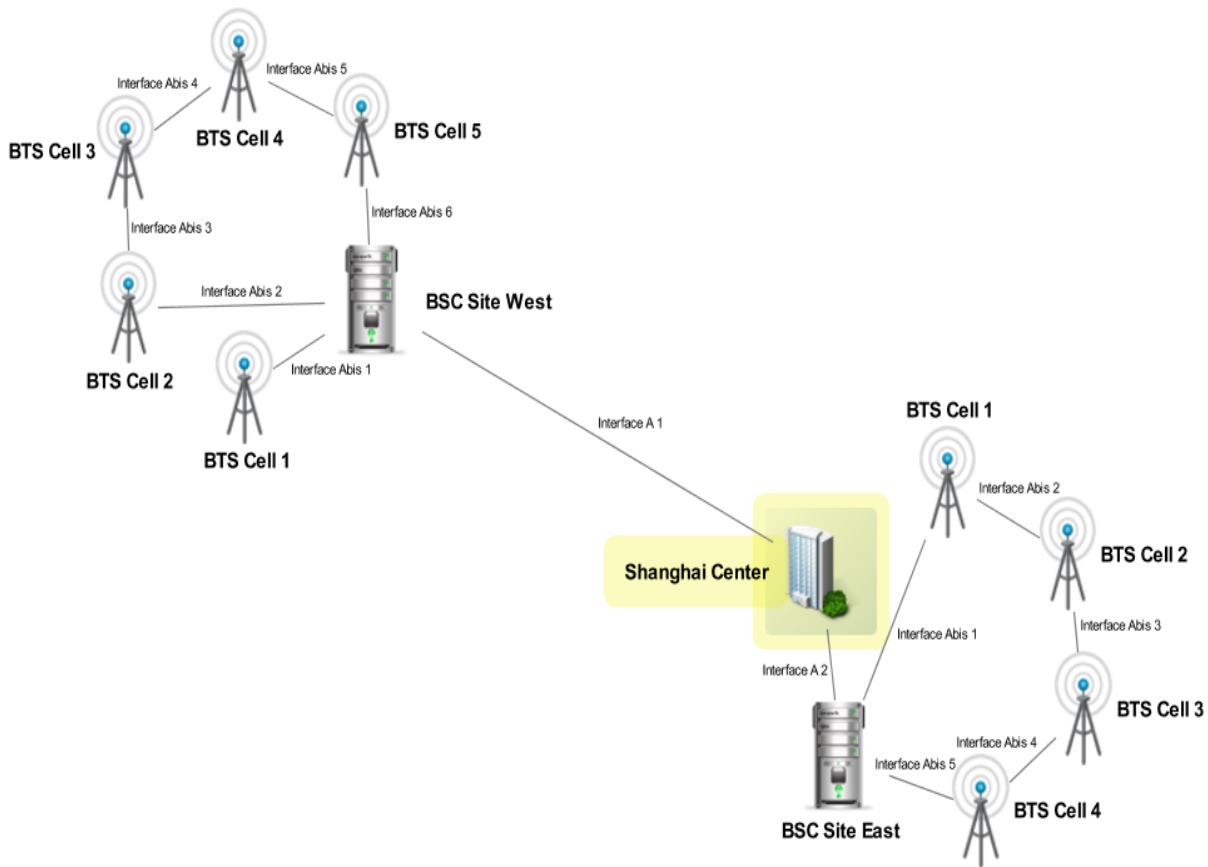 Interface Abis 4
Interface Abis 5
BTS Cell 4
BTS Cell 5
BTS Cell 3
Interface Abis 6
Interface Abis 3
Interface Abis 2
BSC Site West
Interface Abis 1
BTS Cell 2
BTS Cell 1
Interface A 1
BTS Cell 1
Interface Abis 2
BTS Cell 2
Shanghai Center
Interface Abis 3
Interface Abis 1
Interface A 2
BTS Cell 3
Interface Abis 4
Interface Abis 5
BTS Cell 4
BSC Site East